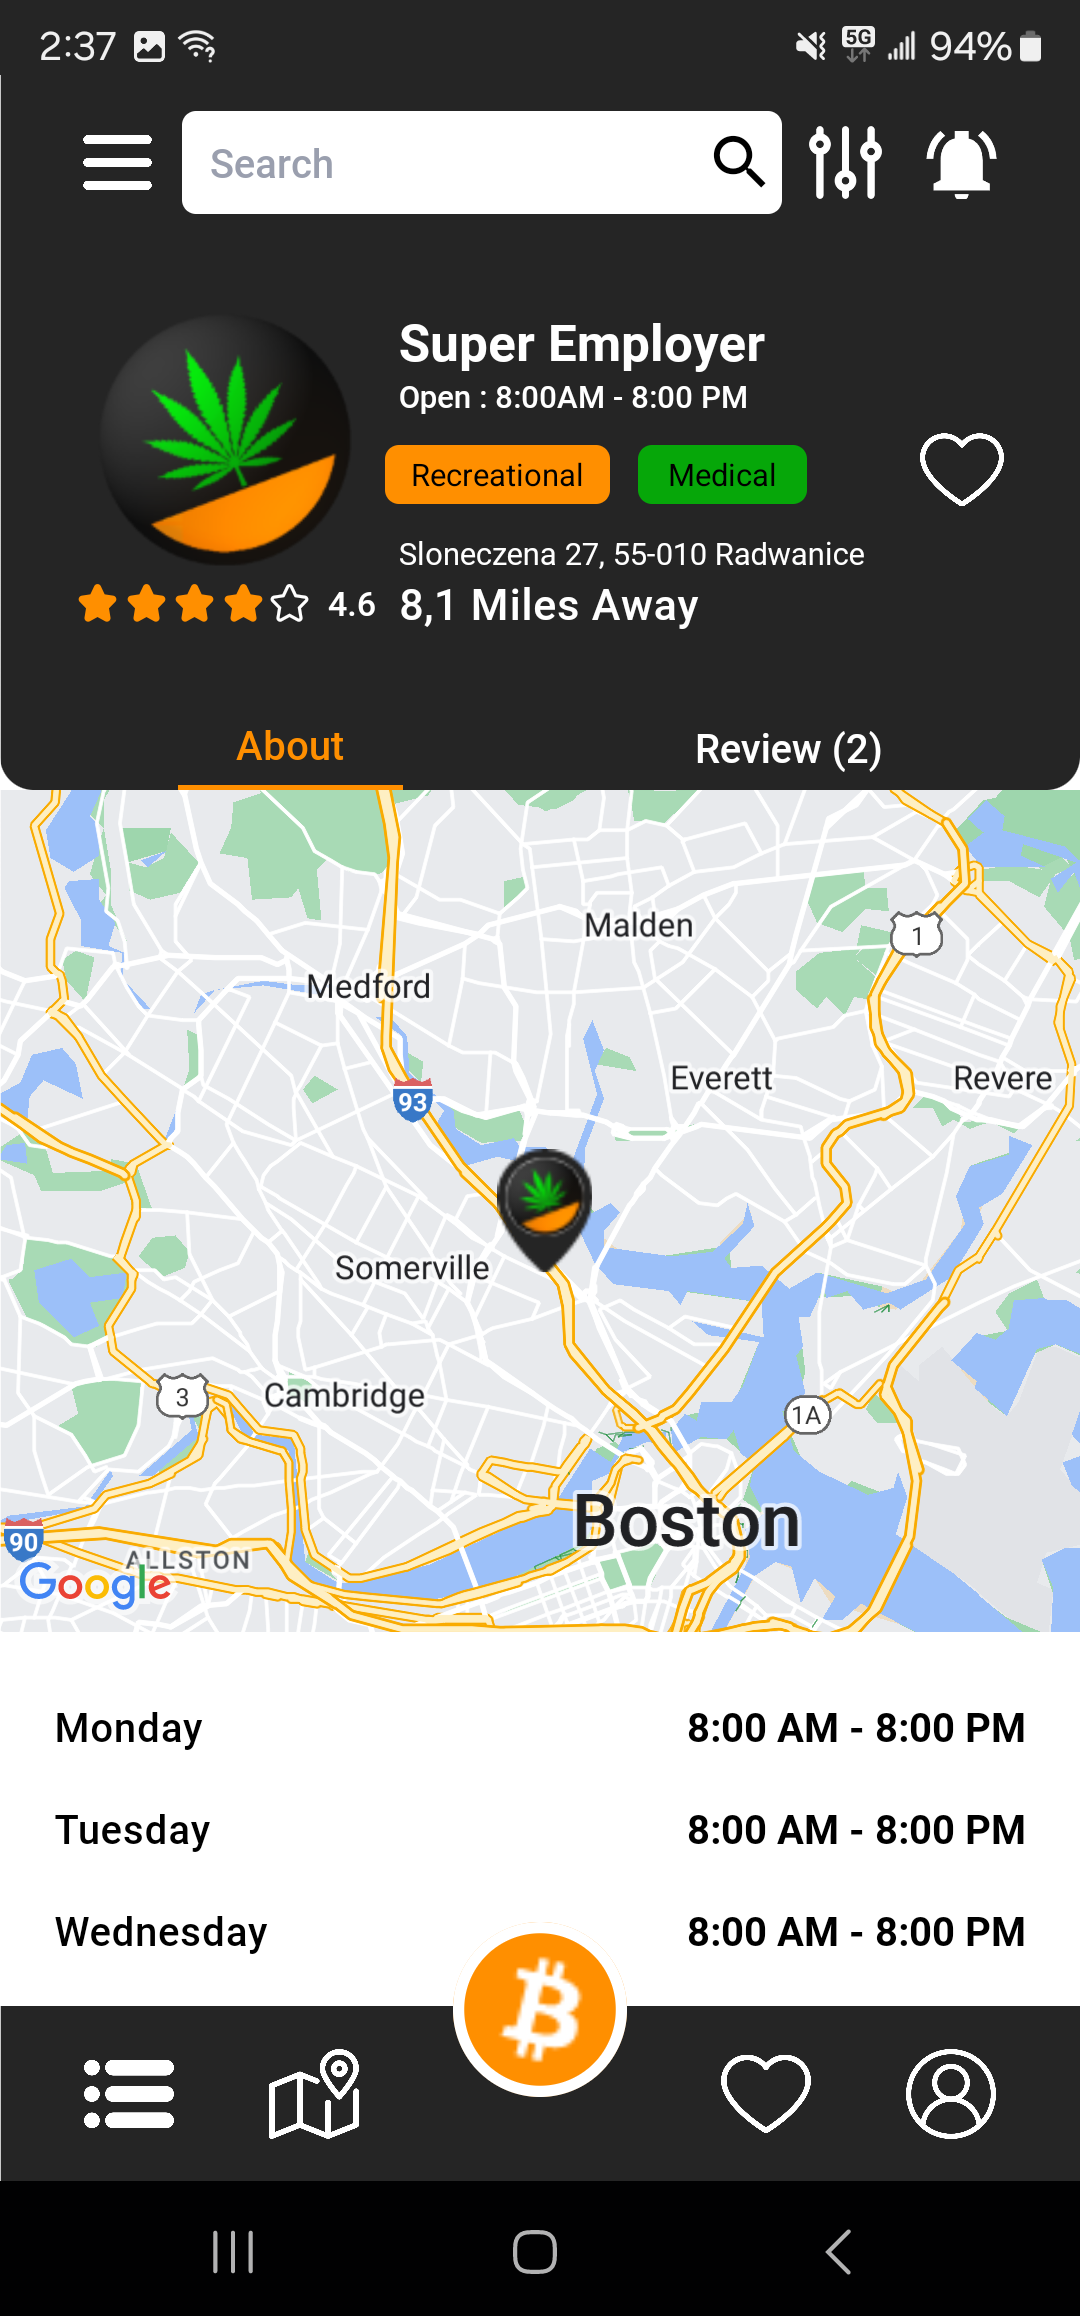 2:37 5G 94%
Search
Super Employer
Open : 8:00AM - 8:00 PM
Recreational Medical
Sloneczena 27, 55-010 Radwanice
4.6 8,1 Miles Away
About Review (2)
Malden
1
Medford
Everett Revere
93
Somerville
3 Cambridge
1A
Boston
90
ALLSTON
Google
Monday 8:00 AM - 8:00 PM
Tuesday 8:00 AM - 8:00 PM
Wednesday 8:00 AM - 8:00 PM